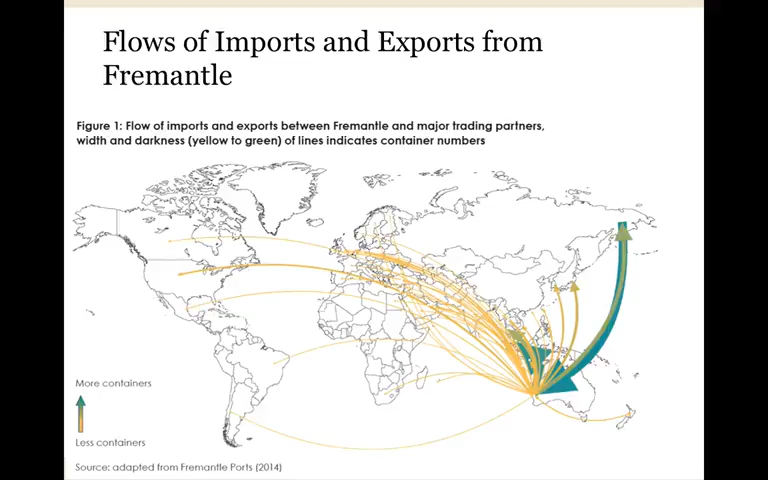 Flows of Imports and Exports from
Fremantle
Figure 1: Flow of imports and exports between Fremantle and major trading partners,
width and darkness (yellow to green) of lines indicates container numbers
More containers
Less containers
Source: adapted from Fremantle Ports (2014)